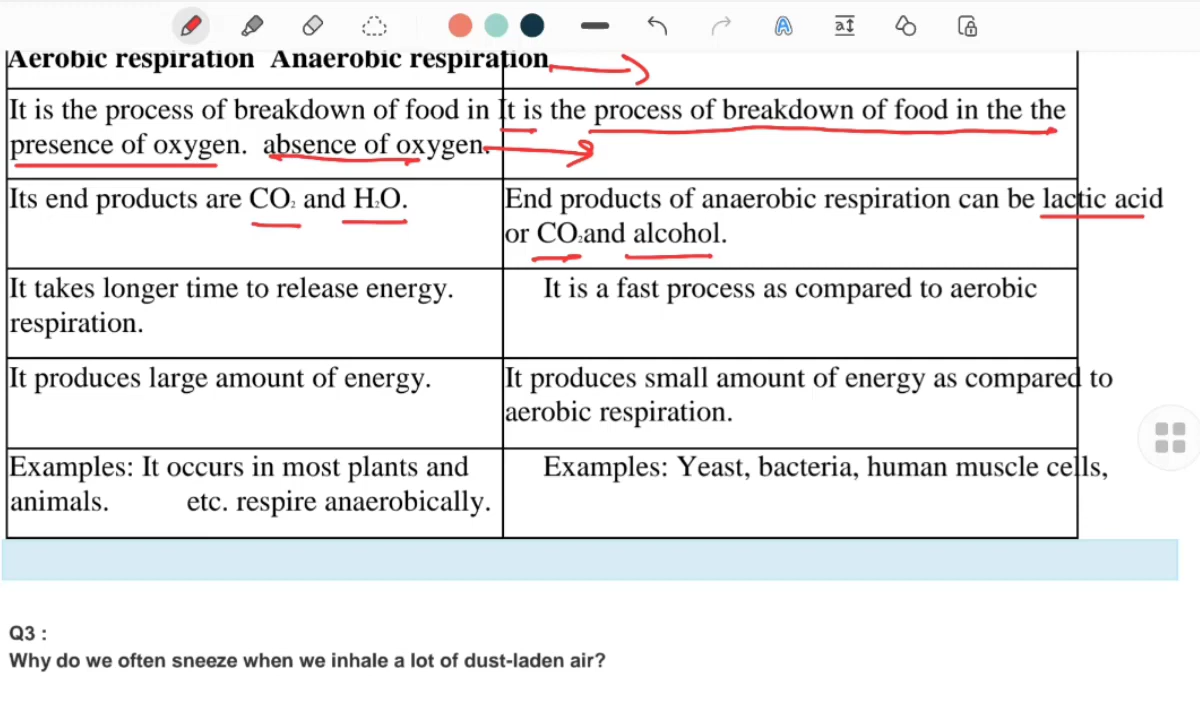 Aerobic respiration Anaerobic respiration
It is the process of breakdown of food in It is the process of breakdown of food in the the
presence of oxygen. absence of oxygen.
Its end products are CO₂ and H₂O. End products of anaerobic respiration can be lactic acid
or CO₂and alcohol.
It takes longer time to release energy. It is a fast process as compared to aerobic
respiration.
It produces large amount of energy. It produces small amount of energy as compared to
aerobic respiration.
Examples: It occurs in most plants and Examples: Yeast, bacteria, human muscle cells,
animals. etc. respire anaerobically.
Q3 :
Why do we often sneeze when we inhale a lot of dust-laden air?